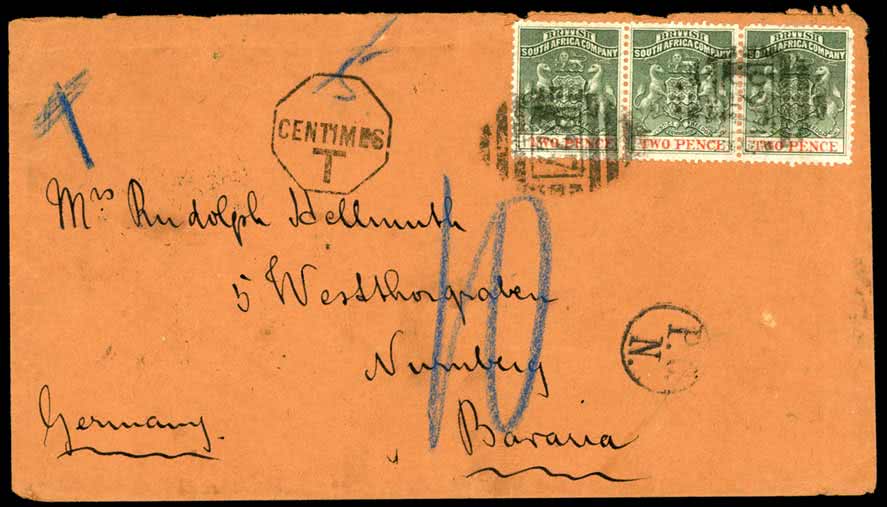 BRITISH
SOUTH AFRICA COMPANY
TWO PENCE
BRITISH
SOUTH AFRICA COMPANY
TWO PENCE
BRITISH
SOUTH AFRICA COMPANY
TWO PENCE
5
CENTIMES
T
T
Mrs Rudolph Hellmuth
5 Westthorgraben
Nurnberg
Bavaria
Germany.
10
N.